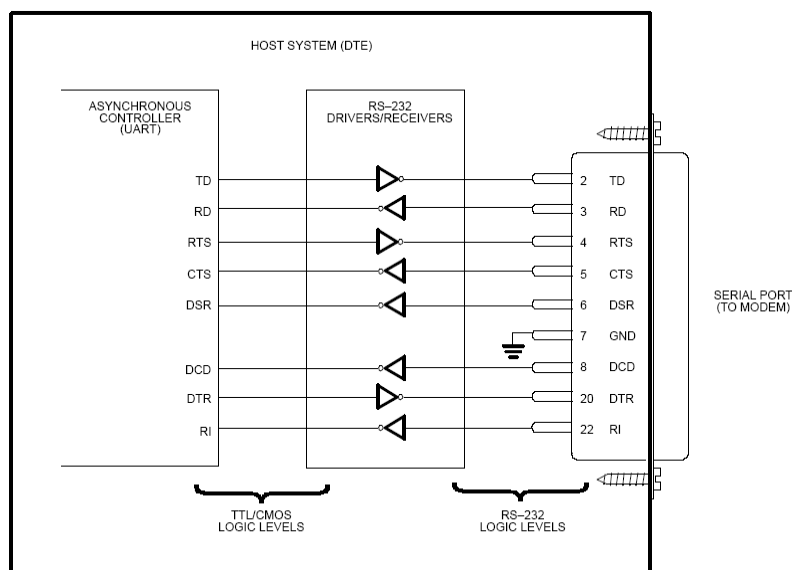 HOST SYSTEM (DTE)
ASYNCHRONOUS
CONTROLLER
(UART)
RS–232
DRIVERS/RECEIVERS
TD
RD
RTS
CTS
DSR
DCD
DTR
RI
2 TD
3 RD
4 RTS
5 CTS
6 DSR
7 GND
8 DCD
20 DTR
22 RI
SERIAL PORT
(TO MODEM)
TTL/CMOS
LOGIC LEVELS
RS–232
LOGIC LEVELS